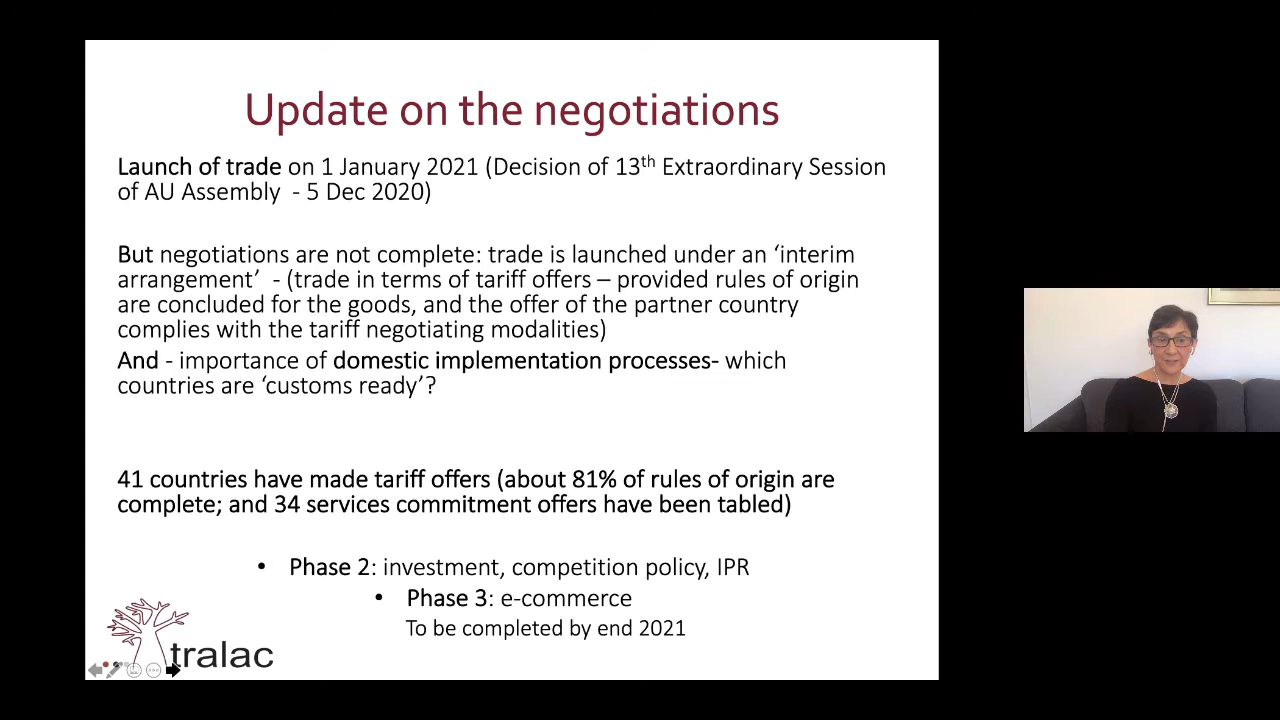 Update on the negotiations
Launch of trade on 1 January 2021 (Decision of 13th Extraordinary Session
of AU Assembly - 5 Dec 2020)
But negotiations are not complete: trade is launched under an ‘interim
arrangement’ - (trade in terms of tariff offers – provided rules of origin
are concluded for the goods, and the offer of the partner country
complies with the tariff negotiating modalities)
And - importance of domestic implementation processes- which
countries are ‘customs ready’?
41 countries have made tariff offers (about 81% of rules of origin are
complete; and 34 services commitment offers have been tabled)
• Phase 2: investment, competition policy, IPR
• Phase 3: e-commerce
To be completed by end 2021
tralac